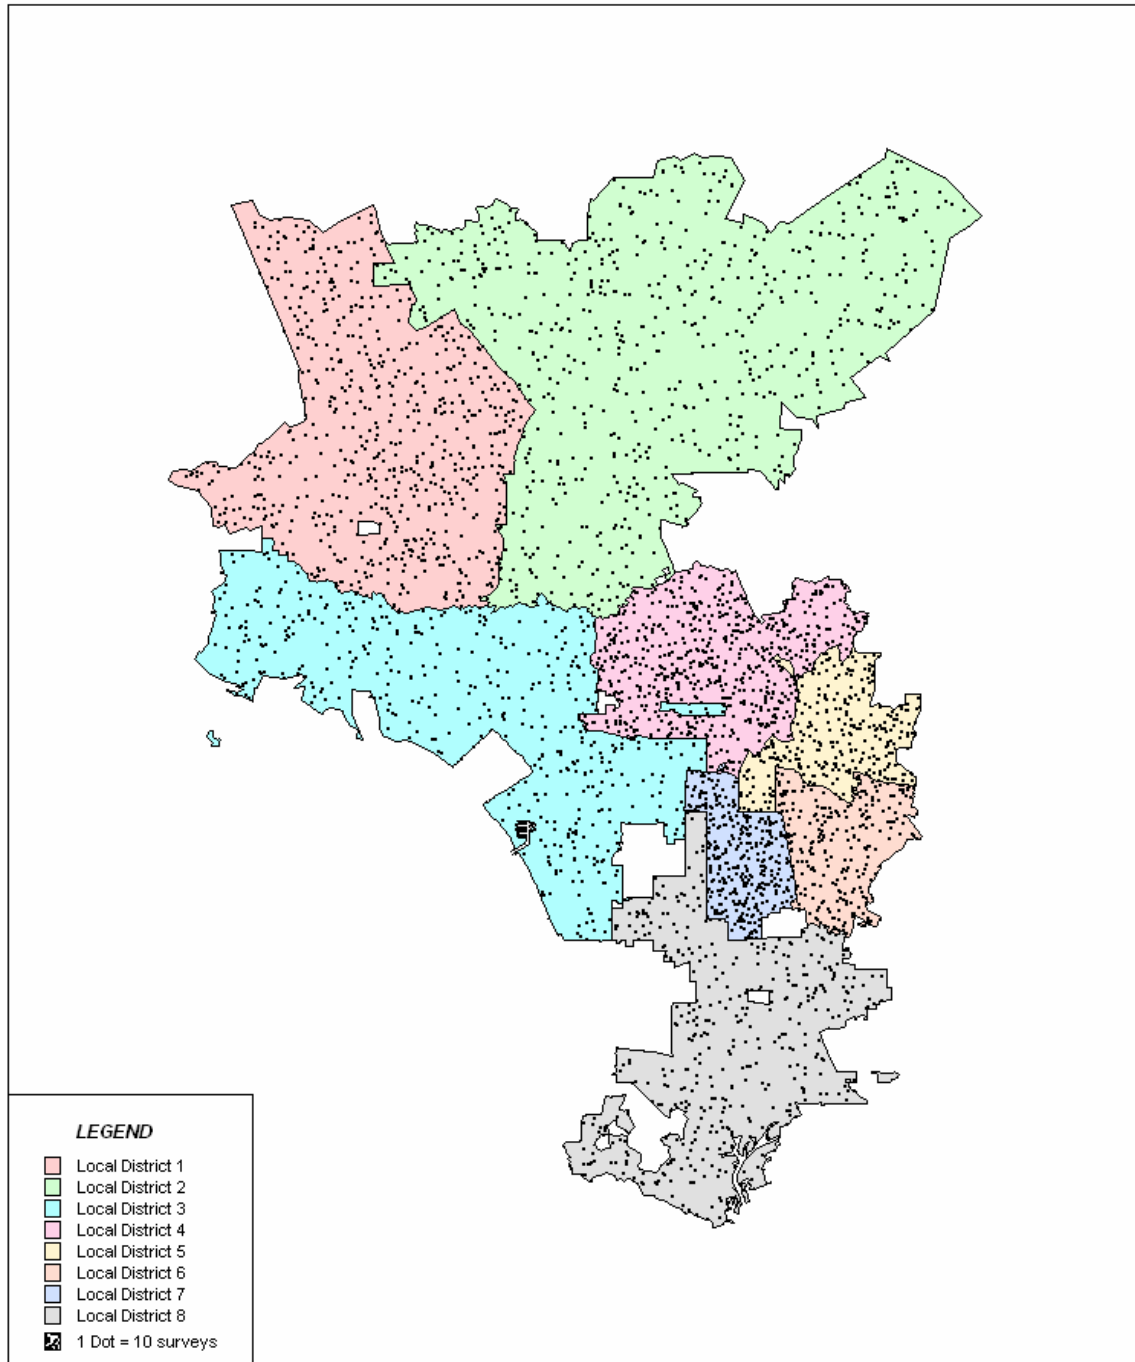 LEGEND
Local District 1
Local District 2
Local District 3
Local District 4
Local District 5
Local District 6
Local District 7
Local District 8
1 Dot = 10 surveys